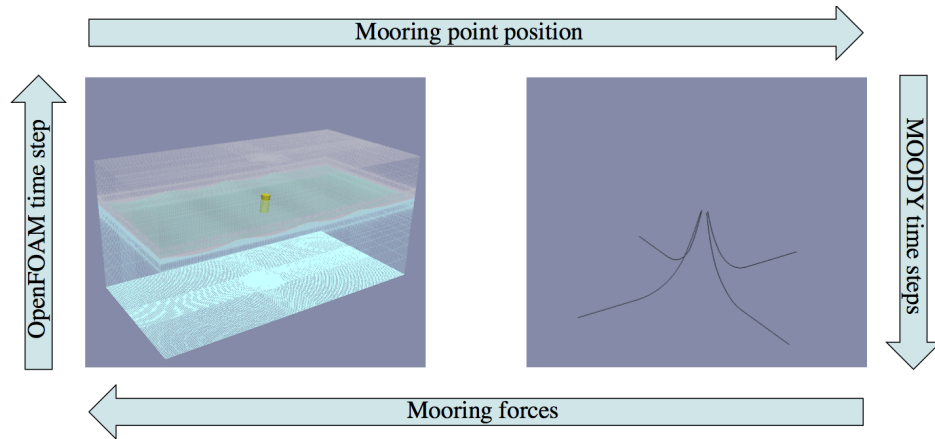 Mooring point position
OpenFOAM time step
MOODY time steps
Mooring forces